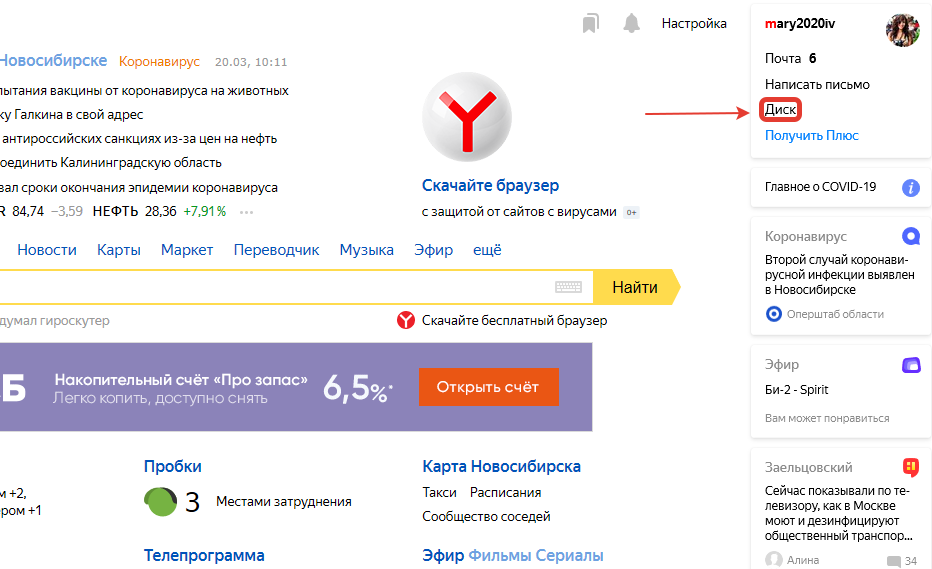 Настройка
Новосибирске Коронавирус 20.03, 10:11
пытания вакцины от коронавируса на животных
ку Галкина в свой адрес
антироссийских санкциях из-за цен на нефть
оединить Калининградскую область
вал сроки окончания эпидемии коронавируса
R 84,74 −3,59 НЕФТЬ 28,36 +7,91% ...
Скачайте браузер
с защитой от сайтов с вирусами 0+
mary2020iv
Почта 6
Написать письмо
Диск
Получить Плюс
Главное о COVID-19
Новости Карты Маркет Переводчик Музыка Эфир ещё
Найти
думал гироскутер
Скачайте бесплатный браузер
Коронавирус
Второй случай коронави-
русной инфекции выявлен
в Новосибирске
Оперштаб области
Б
Накопительный счёт «Про запас»
Легко копить, доступно снять
6,5%*
Открыть счёт
Эфир
Би-2 - Spirit
Вам может понравиться
м +2,
ром +1
Пробки
3 Местами затруднения
Телепрограмма
Карта Новосибирска
Такси Расписания
Сообщество соседей
Эфир Фильмы Сериалы
Заельцовский
Сейчас показывали по те-
левизору, как в Москве
моют и дезинфицируют
общественный транспор...
Алина 34